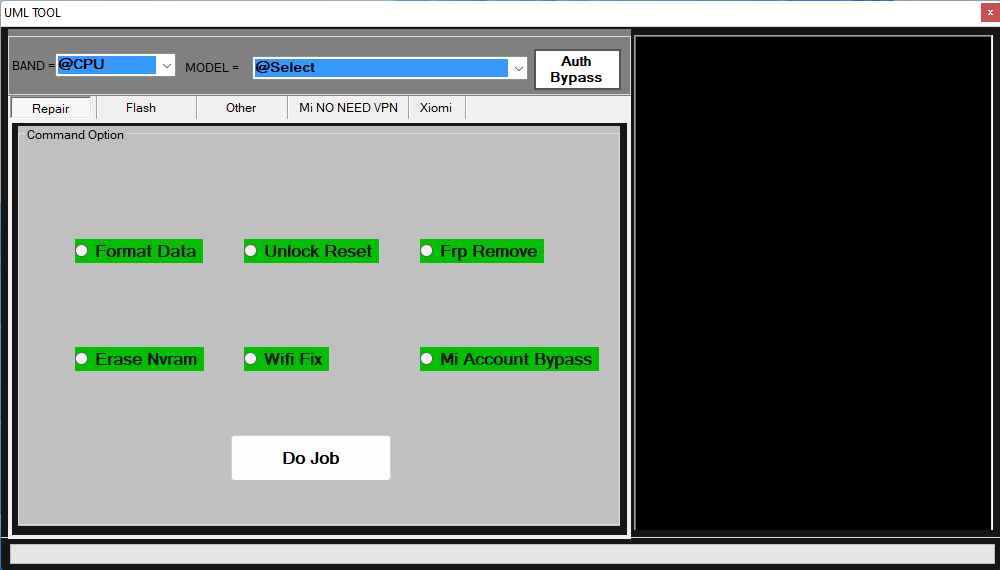 UML TOOL
x
BAND = @CPU MODEL = @Select Auth Bypass
Repair Flash Other Mi NO NEED VPN Xiomi
Command Option
Format Data Unlock Reset Frp Remove
Erase Nvram Wifi Fix Mi Account Bypass
Do Job